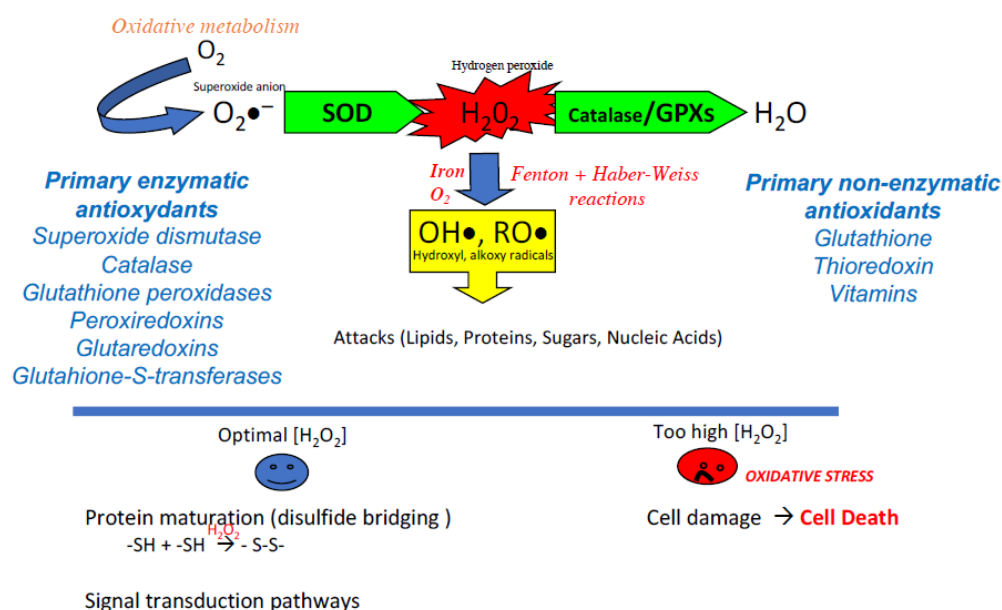 Oxidative metabolism
O₂
Superoxide anion
O₂●⁻
SOD
Hydrogen peroxide
H₂O₂
Catalase/GPXs
H₂O
Iron
O₂
Fenton + Haber-Weiss
reactions
OH●, RO●
Hydroxyl, alkoxy radicals
Attacks (Lipids, Proteins, Sugars, Nucleic Acids)
Primary enzymatic
antioxydants
Superoxide dismutase
Catalase
Glutathione peroxidases
Peroxiredoxins
Glutaredoxins
Glutahione-S-transferases
Primary non-enzymatic
antioxidants
Glutathione
Thioredoxin
Vitamins
Optimal [H₂O₂]
Protein maturation (disulfide bridging )
H₂O₂
-SH + -SH → - S-S-
Signal transduction pathways
Too high [H₂O₂]
OXIDATIVE STRESS
Cell damage → Cell Death